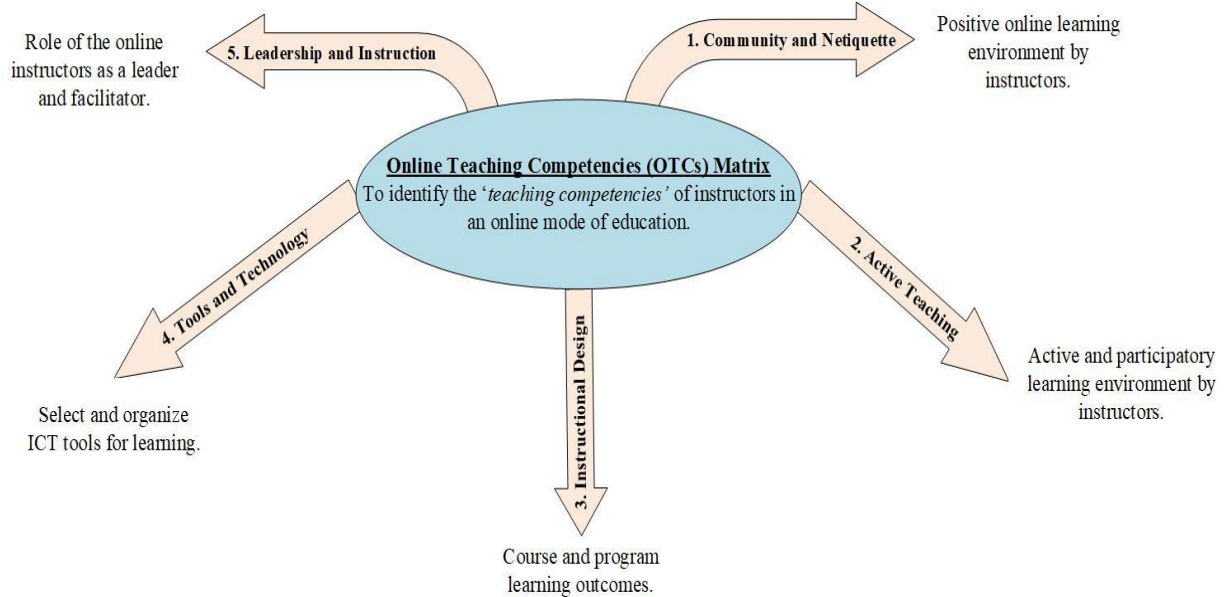 Online Teaching Competencies (OTCs) Matrix
To identify the ‘teaching competencies’ of instructors in
an online mode of education.
1. Community and Netiquette
Positive online learning
environment by
instructors.
2. Active Teaching
Active and participatory
learning environment by
instructors.
3. Instructional Design
Course and program
learning outcomes.
4. Tools and Technology
Select and organize
ICT tools for learning.
5. Leadership and Instruction
Role of the online
instructors as a leader
and facilitator.